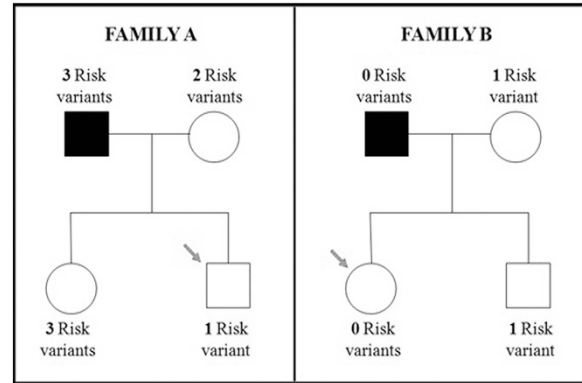 FAMILY A
3 Risk
variants
2 Risk
variants
3 Risk
variants
1 Risk
variant
FAMILY B
0 Risk
variants
1 Risk
variant
0 Risk
variants
1 Risk
variant